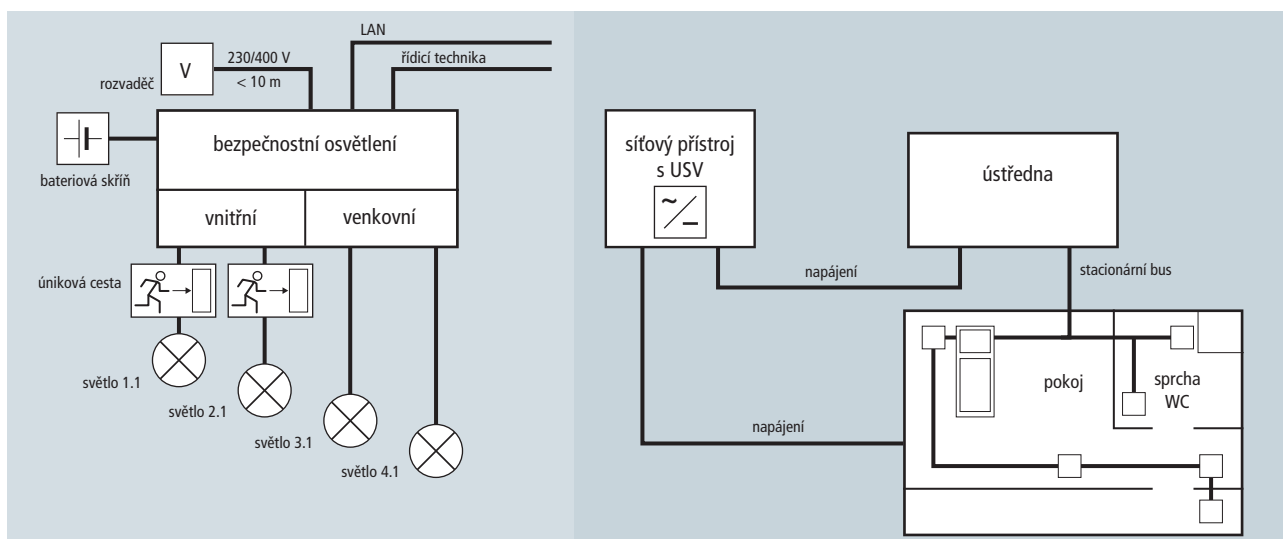 LAN
230/400 V
řídicí technika
rozvaděč
V
< 10 m
bezpečnostní osvětlení
bateriová skříň
vnitřní
venkovní
úniková cesta
světlo 1.1
světlo 2.1
světlo 3.1
světlo 4.1
síťový přístroj
s USV
ústředna
napájení
stacionární bus
pokoj
sprcha
WC
napájení